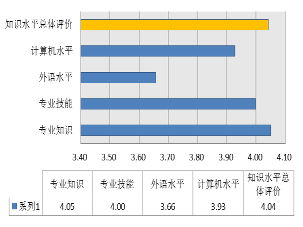 知识水平总体评价
计算机水平
外语水平
专业技能
专业知识
3.40 3.50 3.60 3.70 3.80 3.90 4.00 4.10
专业知识 专业技能 外语水平 计算机水平 知识水平总
体评价
系列1 4.05 4.00 3.66 3.93 4.04